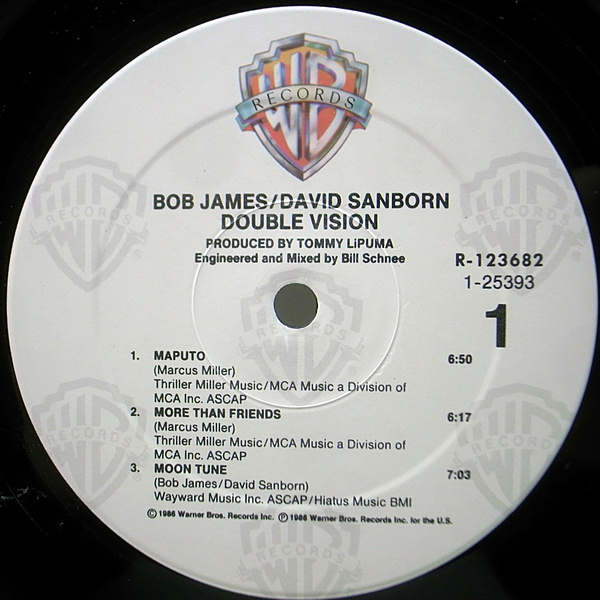 WB
RECORDS
BOB JAMES/DAVID SANBORN
DOUBLE VISION
PRODUCED BY TOMMY LiPUMA
Engineered and Mixed by Bill Schnee
R-123682
1-25393
1
1. MAPUTO 6:50
(Marcus Miller)
Thriller Miller Music/MCA Music a Division of
MCA Inc. ASCAP
2. MORE THAN FRIENDS 6:17
(Marcus Miller)
Thriller Miller Music/MCA Music a Division of
MCA Inc. ASCAP
3. MOON TUNE 7:03
(Bob James/David Sanborn)
Wayward Music Inc. ASCAP/Hiatus Music BMI
©1986 Warner Bros. Records Inc. ℗1986 Warner Bros. Records Inc. for the U.S.